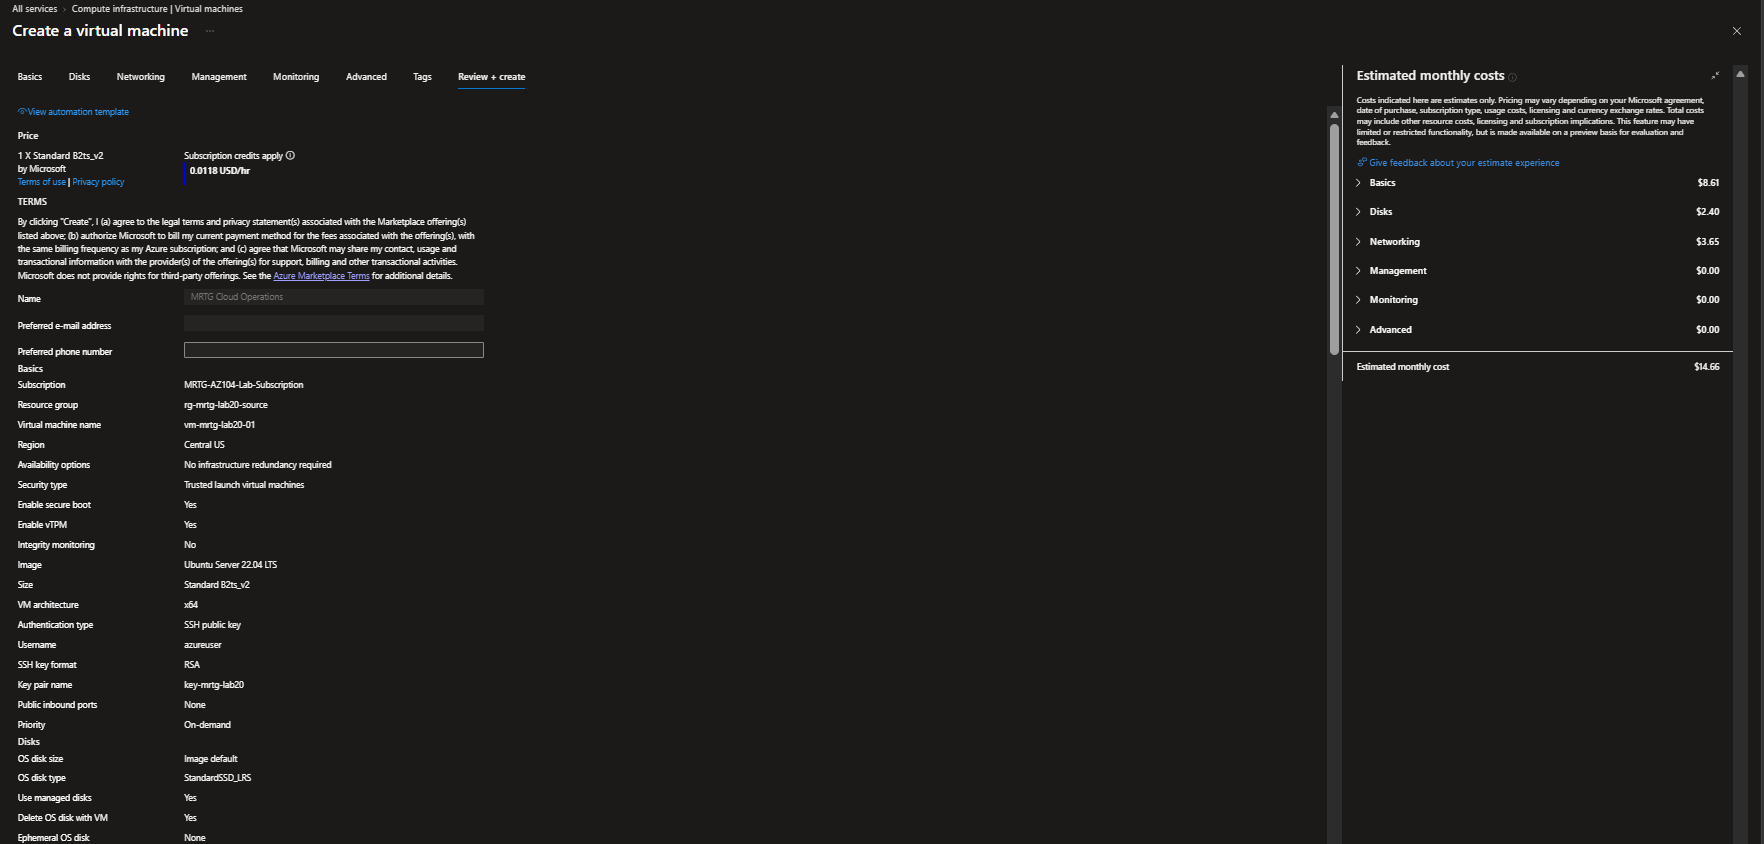 All services > Compute infrastructure | Virtual machines
Create a virtual machine ...
Basics Disks Networking Management Monitoring Advanced Tags Review + create
View automation template
Price
1 X Standard B2ts_v2
by Microsoft
Terms of use | Privacy policy
Subscription credits apply
0.0118 USD/hr
TERMS
By clicking "Create", I (a) agree to the legal terms and privacy statement(s) associated with the Marketplace offering(s)
listed above; (b) authorize Microsoft to bill my current payment method for the fees associated with the offering(s), with
the same billing frequency as my Azure subscription; and (c) agree that Microsoft may share my contact, usage and
transactional information with the provider(s) of the offering(s) for support, billing and other transactional activities.
Microsoft does not provide rights for third-party offerings. See the Azure Marketplace Terms for additional details.
Name MRTG Cloud Operations
Preferred e-mail address
Preferred phone number
Basics
Subscription MRTG-AZ104-Lab-Subscription
Resource group rg-mrtg-lab20-source
Virtual machine name vm-mrtg-lab20-01
Region Central US
Availability options No infrastructure redundancy required
Security type Trusted launch virtual machines
Enable secure boot Yes
Enable vTPM Yes
Integrity monitoring No
Image Ubuntu Server 22.04 LTS
Size Standard B2ts_v2
VM architecture x64
Authentication type SSH public key
Username azureuser
SSH key format RSA
Key pair name key-mrtg-lab20
Public inbound ports None
Priority On-demand
Disks
OS disk size Image default
OS disk type StandardSSD_LRS
Use managed disks Yes
Delete OS disk with VM Yes
Ephemeral OS disk None
Estimated monthly costs
Costs indicated here are estimates only. Pricing may vary depending on your Microsoft agreement,
date of purchase, subscription type, usage costs, licensing and currency exchange rates. Total costs
may include other resource costs, licensing and subscription implications. This feature may have
limited or restricted functionality, but is made available on a preview basis for evaluation and
feedback.
Give feedback about your estimate experience
Basics $8.61
Disks $2.40
Networking $3.65
Management $0.00
Monitoring $0.00
Advanced $0.00
Estimated monthly cost $14.66